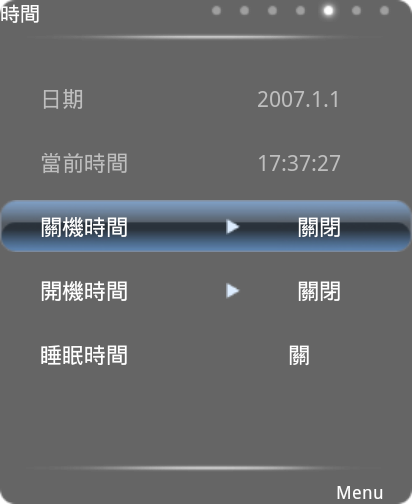 時間
日期 2007.1.1
當前時間 17:37:27
關機時間 關閉
開機時間 關閉
睡眠時間 關
Menu